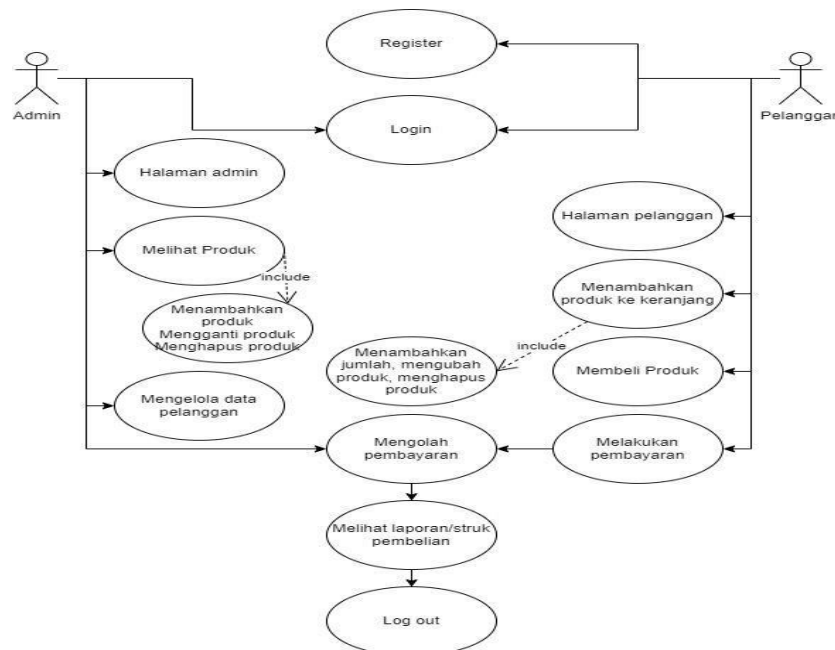 Register
Admin
Login
Pelanggan
Halaman admin
Halaman pelanggan
Melihat Produk
include
Menambahkan
produk ke keranjang
Menambahkan
produk
Mengganti produk
Menghapus produk
include
Menambahkan
jumlah, mengubah
produk, menghapus
produk
Membeli Produk
Mengelola data
pelanggan
Mengolah
pembayaran
Melakukan
pembayaran
Melihat laporan/struk
pembelian
Log out